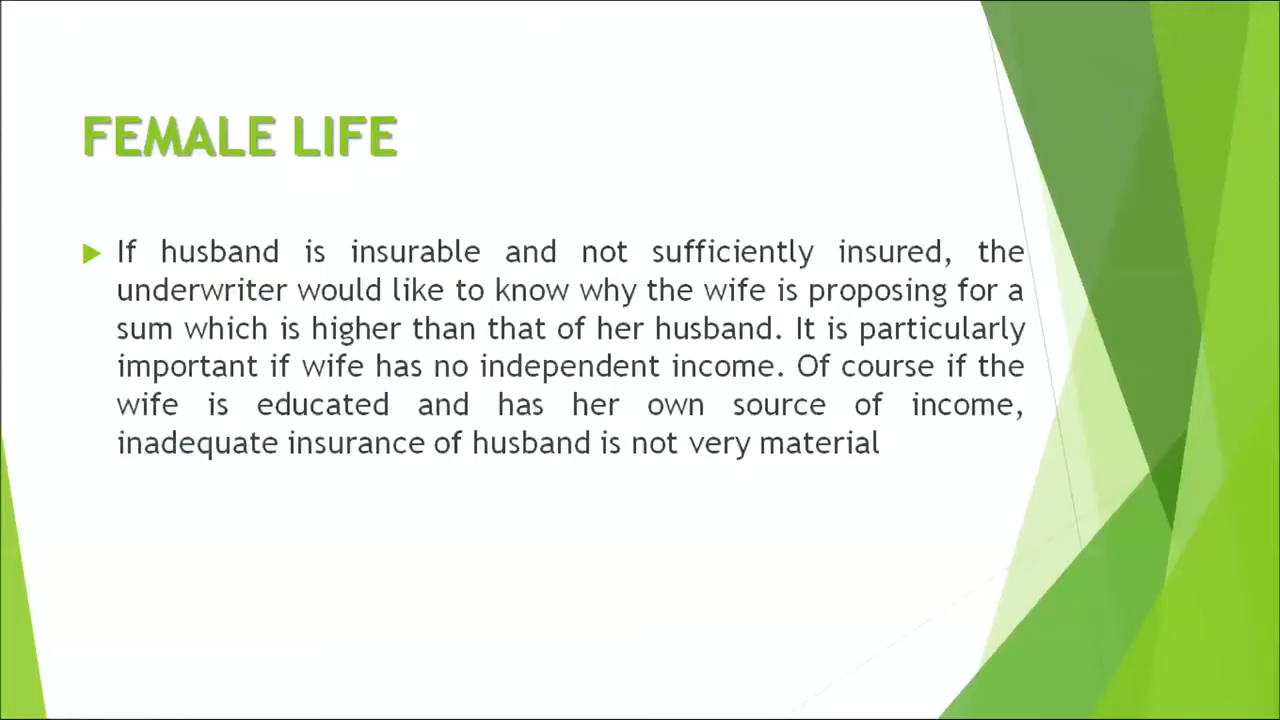 FEMALE LIFE
If husband is insurable and not sufficiently insured, the
underwriter would like to know why the wife is proposing for a
sum which is higher than that of her husband. It is particularly
important if wife has no independent income. Of course if the
wife is educated and has her own source of income,
inadequate insurance of husband is not very material